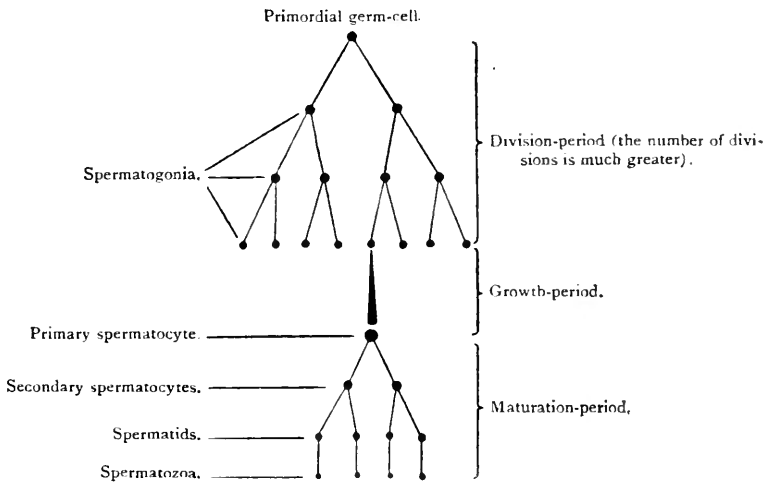 Primordial germ-cell.
Division-period (the number of divi-
sions is much greater).
Spermatogonia.
Growth-period.
Primary spermatocyte.
Secondary spermatocytes.
Maturation-period.
Spermatids.
Spermatozoa.